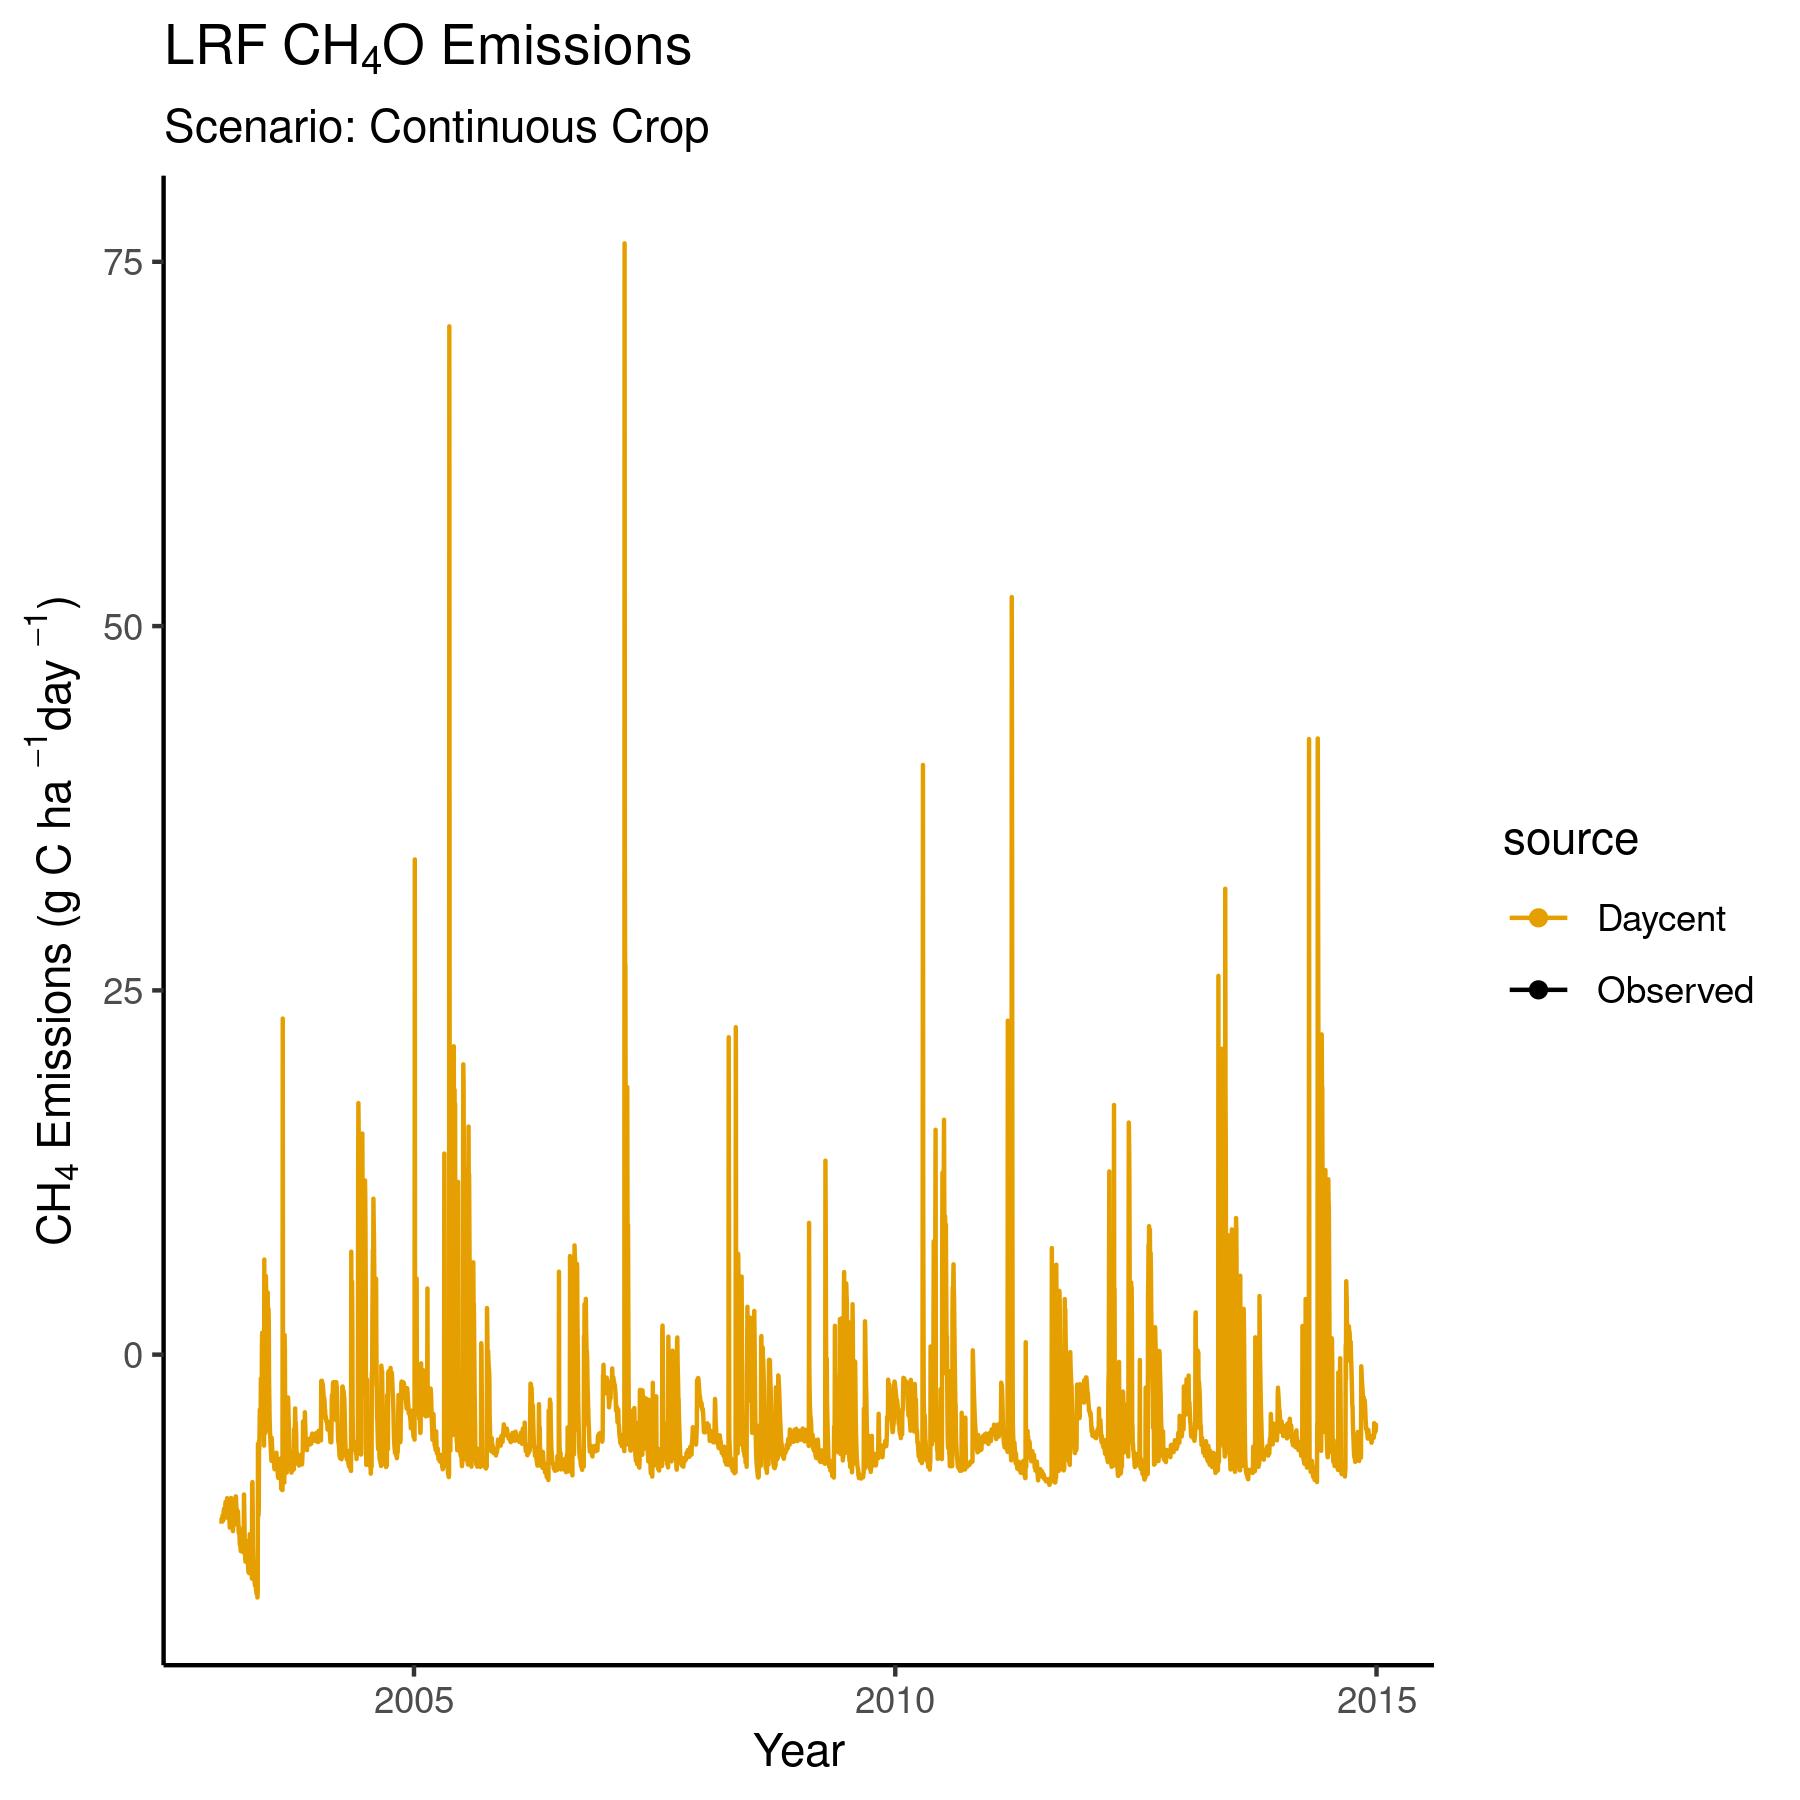 LRF CH₄O Emissions
Scenario: Continuous Crop
CH₄ Emissions (g C ha ⁻¹day ⁻¹)
75
50
25
0
2005 2010 2015
Year
source
Daycent
Observed